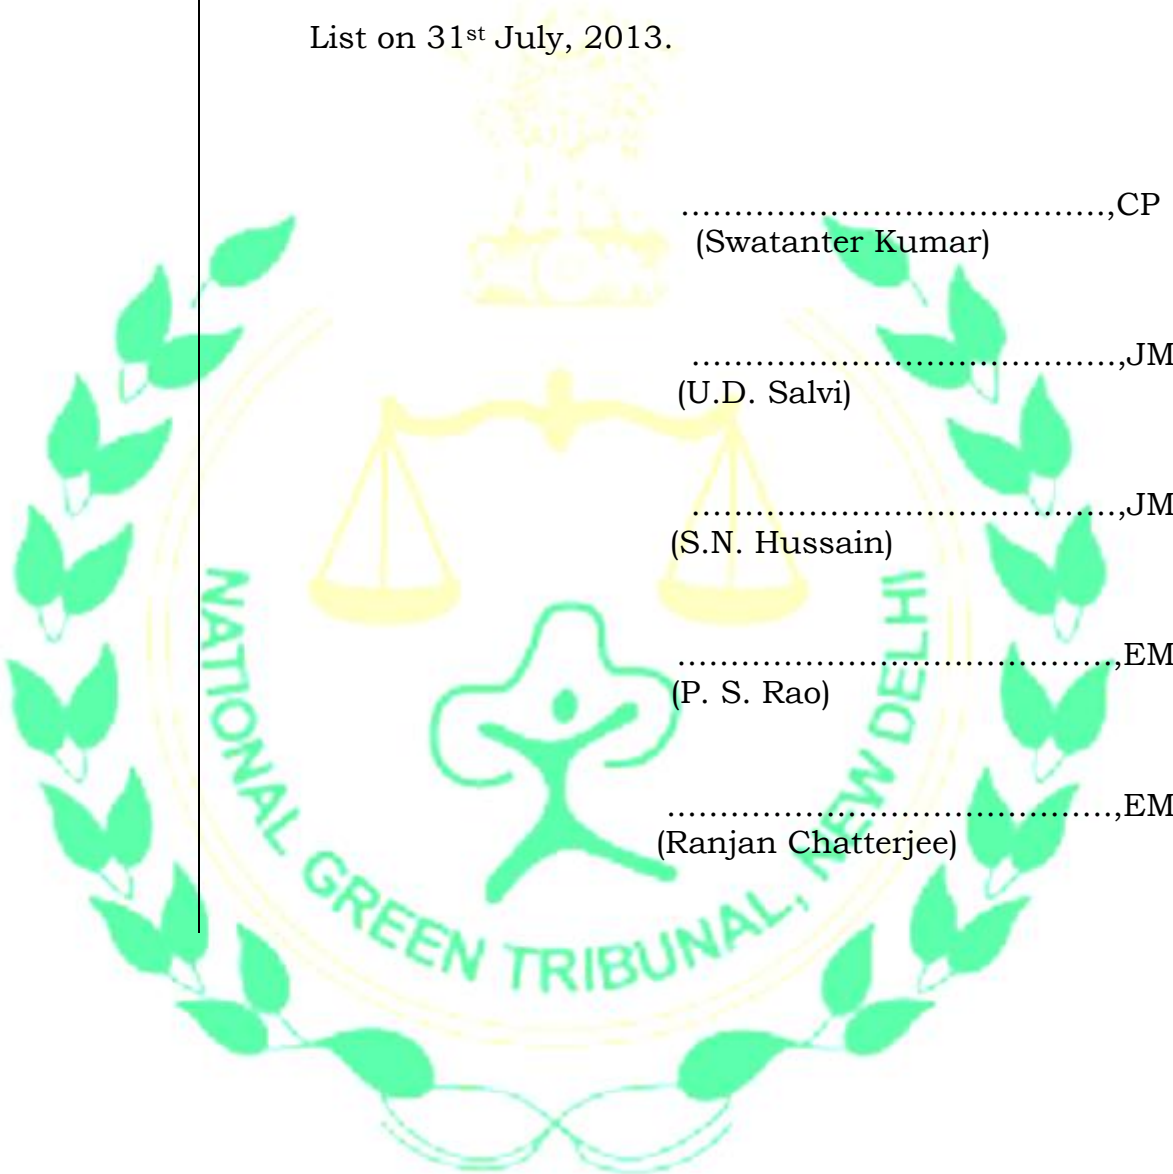 List on 31st July, 2013.
.......................................,CP
(Swatanter Kumar)
.......................................,JM
(U.D. Salvi)
.......................................,JM
(S.N. Hussain)
.......................................,EM
(P. S. Rao)
.......................................,EM
(Ranjan Chatterjee)
NATIONAL GREEN TRIBUNAL, NEW DELHI